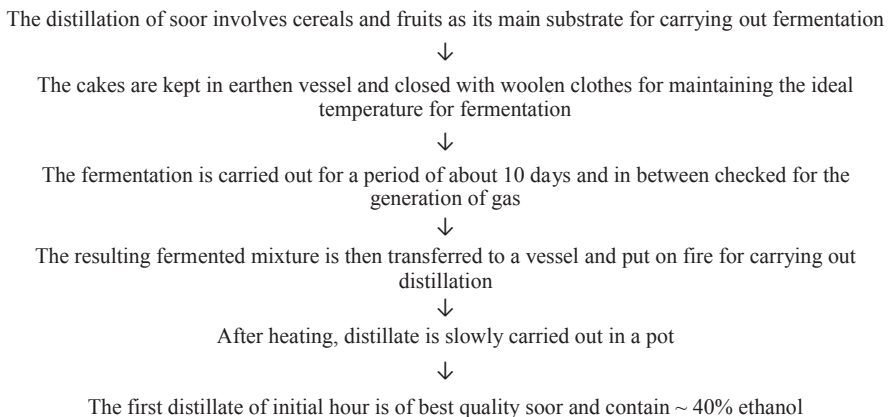 The distillation of soor involves cereals and fruits as its main substrate for carrying out fermentation
↓
The cakes are kept in earthen vessel and closed with woolen clothes for maintaining the ideal
temperature for fermentation
↓
The fermentation is carried out for a period of about 10 days and in between checked for the
generation of gas
↓
The resulting fermented mixture is then transferred to a vessel and put on fire for carrying out
distillation
↓
After heating, distillate is slowly carried out in a pot
↓
The first distillate of initial hour is of best quality soor and contain ~ 40% ethanol